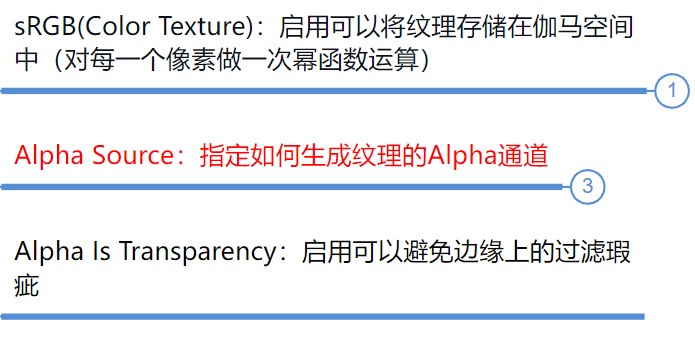 sRGB(Color Texture)：启用可以将纹理存储在伽马空间
中（对每一个像素做一次幂函数运算）
1
Alpha Source：指定如何生成纹理的Alpha通道
3
Alpha Is Transparency：启用可以避免边缘上的过滤瑕
疵